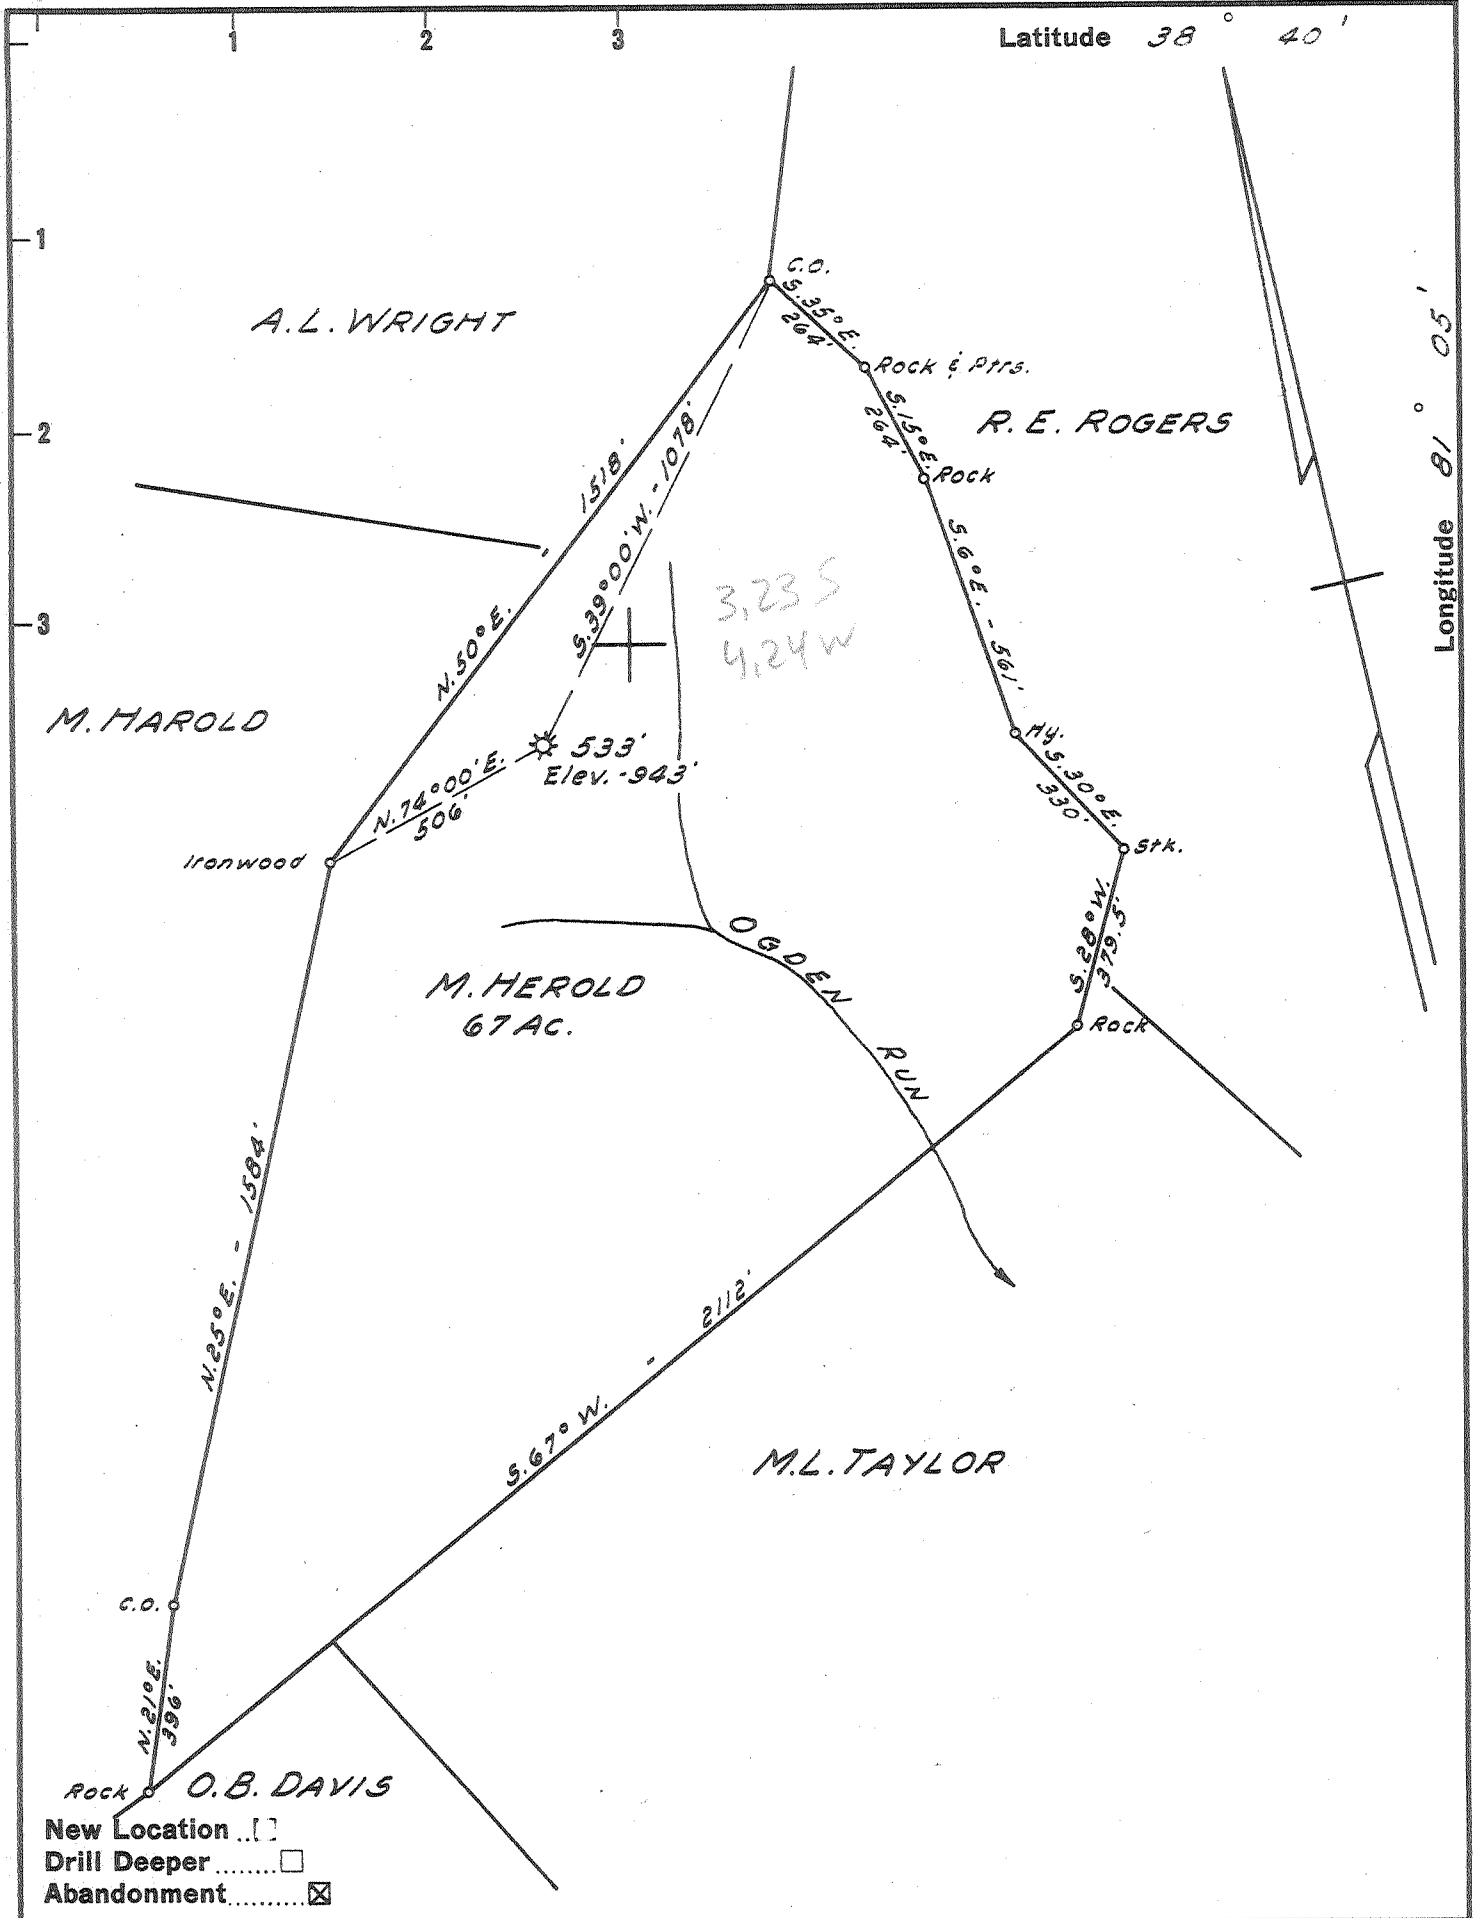 1 2 3 Latitude 38° 40'
1
2
3
Longitude 81° 05'
C.O.
A.L. WRIGHT
S.35°E.
264'
Rock & Ptrs.
S.15°E.
264'
R.E. ROGERS
Rock
N.50°E. - 1518'
S.39°00'W. - 1078'
S.6°E. - 561'
3.23 S
4.24 W
M. HAROLD
Hy.
533'
Elev. - 943'
N.74°00'E.
506'
S.30°E.
330'
Ironwood
Stk.
S.28°W.
379.5'
OGDEN RUN
M. HEROLD
67 AC.
Rock
N.25°E. - 1584'
S.67°W. - 2112'
M.L. TAYLOR
C.O.
N.21°E.
396'
Rock
O.B. DAVIS
New Location
Drill Deeper
Abandonment ☒